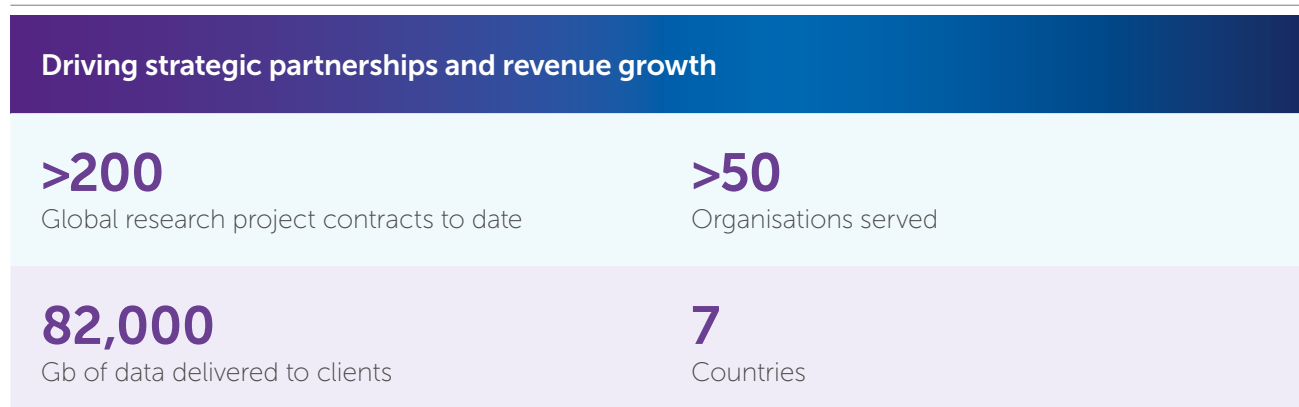 Driving strategic partnerships and revenue growth
>200
Global research project contracts to date
>50
Organisations served
82,000
Gb of data delivered to clients
7
Countries